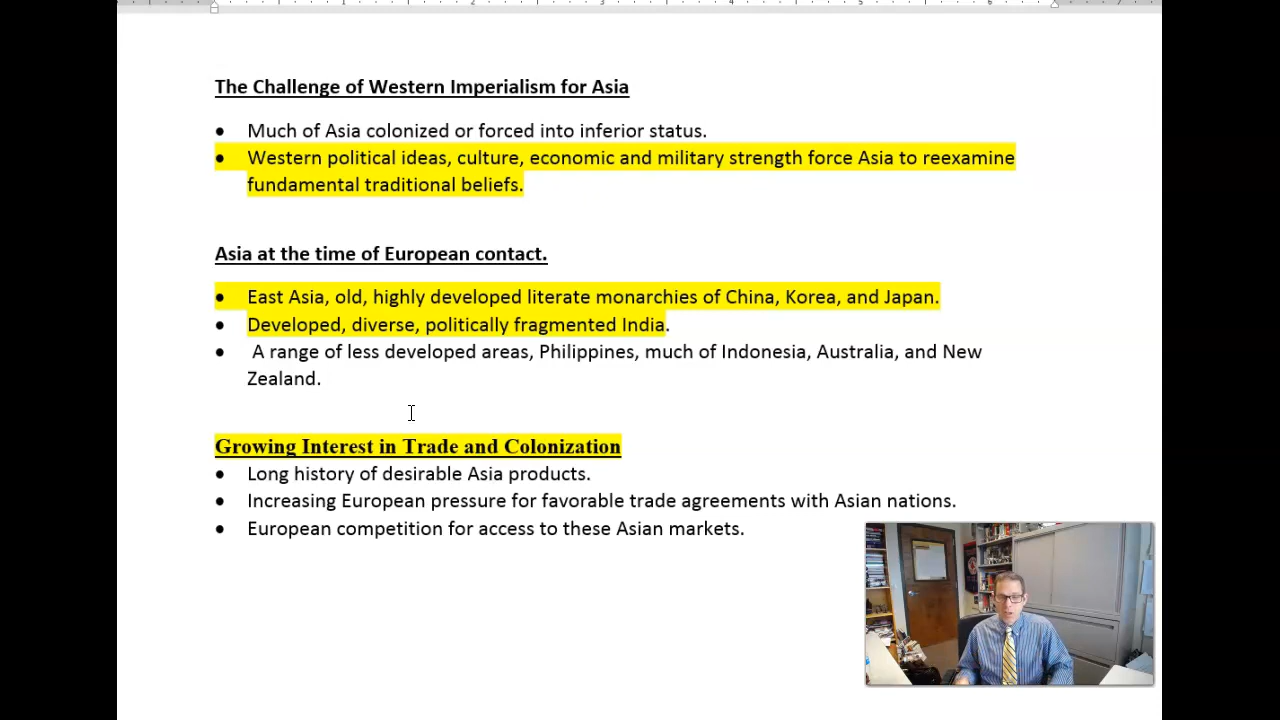 The Challenge of Western Imperialism for Asia
● Much of Asia colonized or forced into inferior status.
● Western political ideas, culture, economic and military strength force Asia to reexamine
fundamental traditional beliefs.
Asia at the time of European contact.
● East Asia, old, highly developed literate monarchies of China, Korea, and Japan.
● Developed, diverse, politically fragmented India.
● A range of less developed areas, Philippines, much of Indonesia, Australia, and New
Zealand.
Growing Interest in Trade and Colonization
● Long history of desirable Asia products.
● Increasing European pressure for favorable trade agreements with Asian nations.
● European competition for access to these Asian markets.